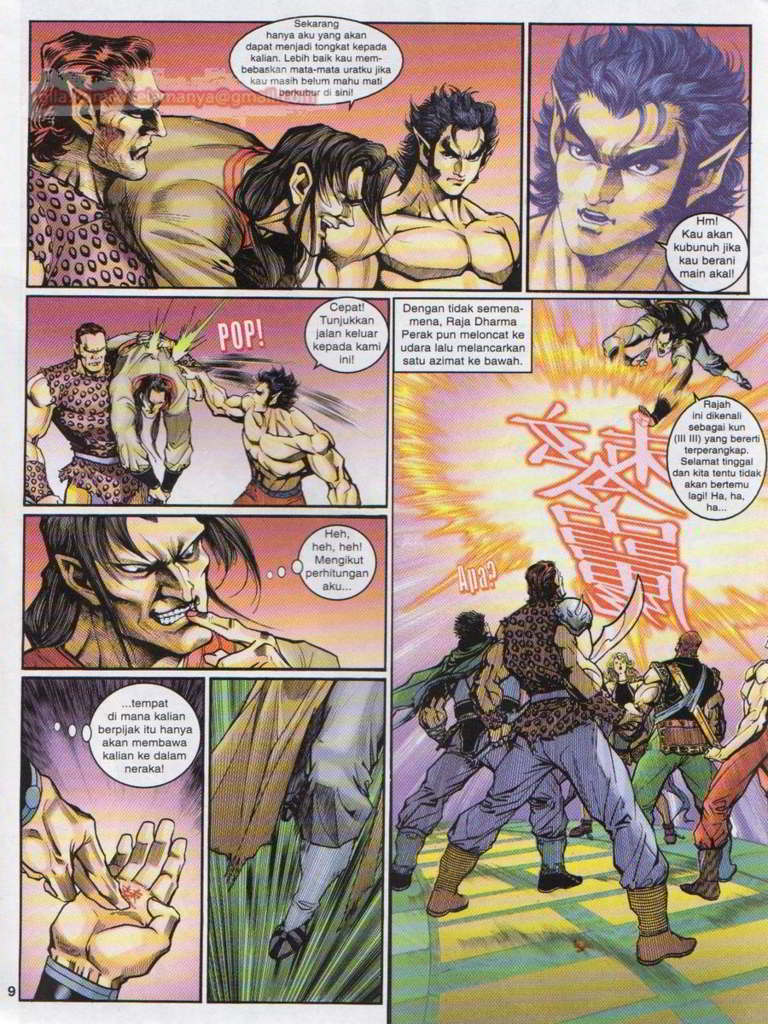 Sekarang
hanya aku yang akan
dapat menjadi tongkat kepada
kalian. Lebih baik kau mem-
bebaskan mata-mata uratku jika
kau masih belum mahu mati
berkubur di sini!
Hm!
Kau akan
kubunuh jika
kau berani
main akal!
POP!
Cepat!
Tunjukkan
jalan keluar
kepada kami
ini!
Dengan tidak semena-
mena, Raja Dharma
Perak pun meloncat ke
udara lalu melancarkan
satu azimat ke bawah.
Rajah
ini dikenali
sebagai kun
(III III) yang bererti
terperangkap.
Selamat tinggal
dan kita tentu tidak
akan bertemu
lagi! Ha, ha,
ha...
Apa?
Heh,
heh, heh!
Mengikut
perhitungan
aku...
...tempat
di mana kalian
berpijak itu hanya
akan membawa
kalian ke dalam
neraka!
9